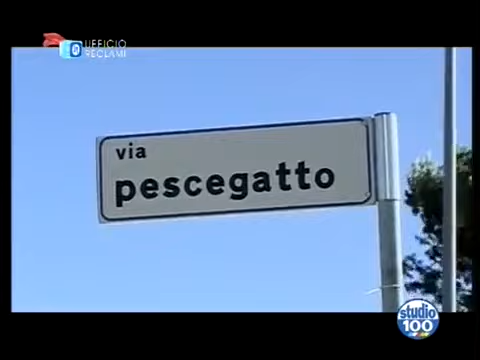 UFFICIO
RECLAMI
via
pescegatto
studio
100